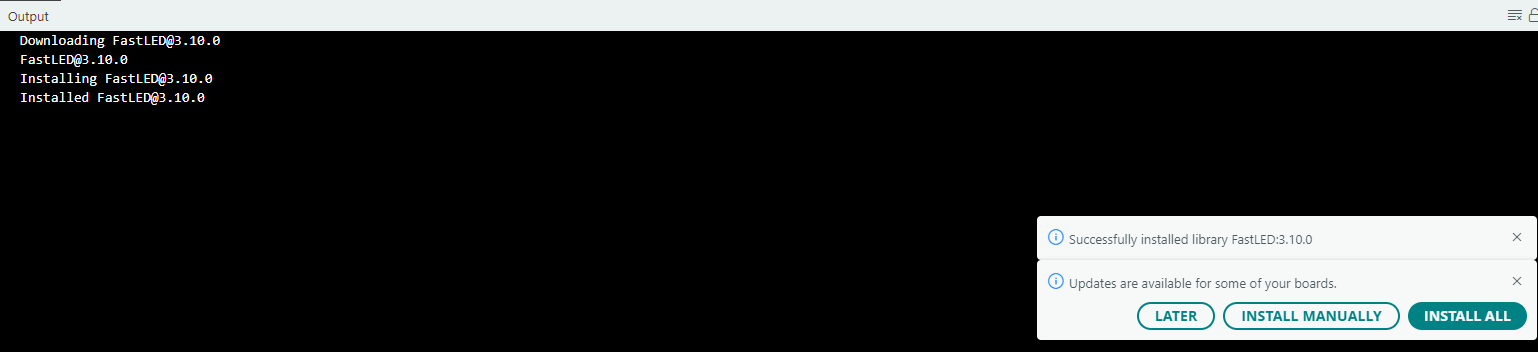 Output
Downloading FastLED@3.10.0
FastLED@3.10.0
Installing FastLED@3.10.0
Installed FastLED@3.10.0
Successfully installed library FastLED:3.10.0
Updates are available for some of your boards.
LATER INSTALL MANUALLY INSTALL ALL